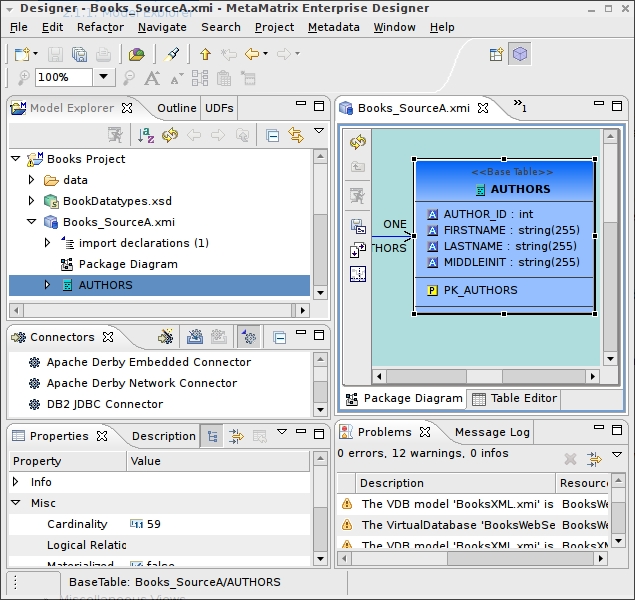 Designer - Books_SourceA.xmi - MetaMatrix Enterprise Designer
File Edit Refactor Navigate Search Project Metadata Window Help
100%
Model Explorer Outline UDFs
Books Project
data
BookDatatypes.xsd
Books_SourceA.xmi
import declarations (1)
Package Diagram
AUTHORS
Connectors
Apache Derby Embedded Connector
Apache Derby Network Connector
DB2 JDBC Connector
Properties Description
Property Value
Info
Misc
Cardinality 59
Logical Relatic
Materialized false
Books_SourceA.xmi »1
ONE
THORS
<<Base Table>>
AUTHORS
AUTHOR_ID : int
FIRSTNAME : string(255)
LASTNAME : string(255)
MIDDLEINIT : string(255)
PK_AUTHORS
Package Diagram Table Editor
Problems Message Log
0 errors, 12 warnings, 0 infos
Description Resource
The VDB model 'BooksXML.xmi' is BooksWe
The VirtualDatabase 'BooksWebSe BooksWe
The VDB model 'BooksXML.xmi' is BooksWe
BaseTable: Books_SourceA/AUTHORS